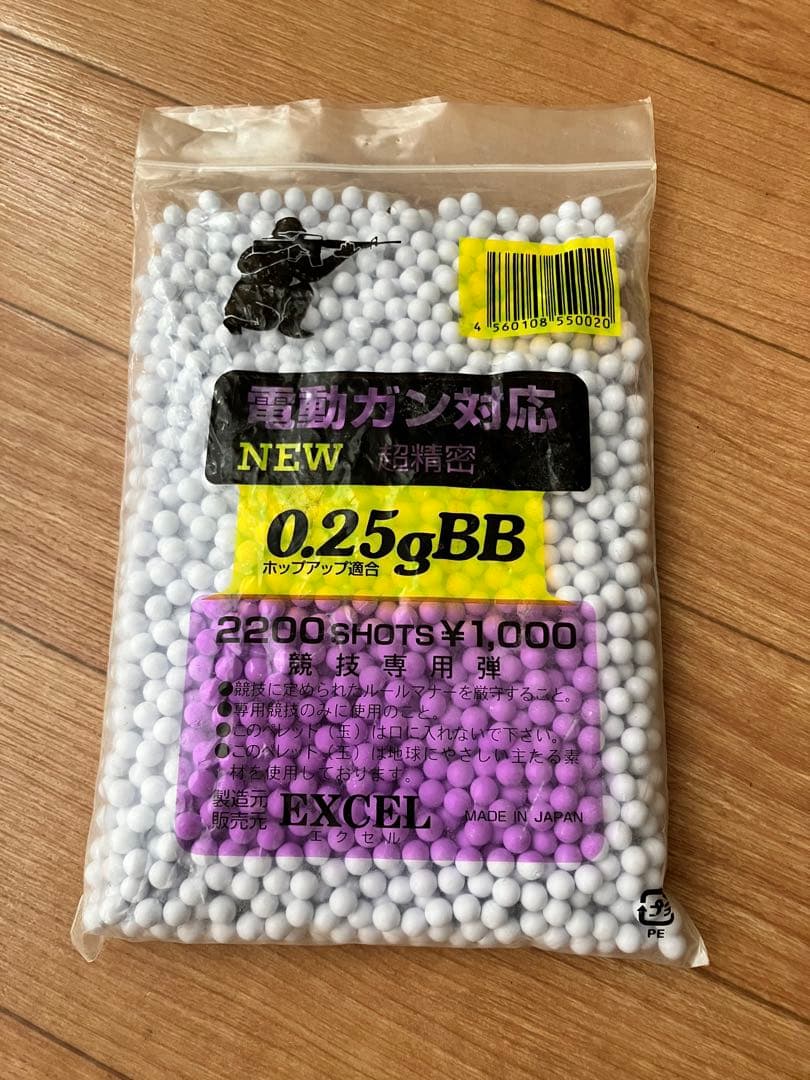 4 560108 550020
電動ガン対応
NEW 超精密
0.25gBB
ホップアップ適合
2200 SHOTS ¥1,000
競技専用弾
●競技に定められたルールマナーを厳守すること。
●専用競技のみに使用のこと。
●このペレット（玉）は口に入れないで下さい。
●このペレット（玉）は地球にやさしい主たる素
材を使用しております。
製造元
販売元 EXCEL MADE IN JAPAN
エクセル
プラ
PE